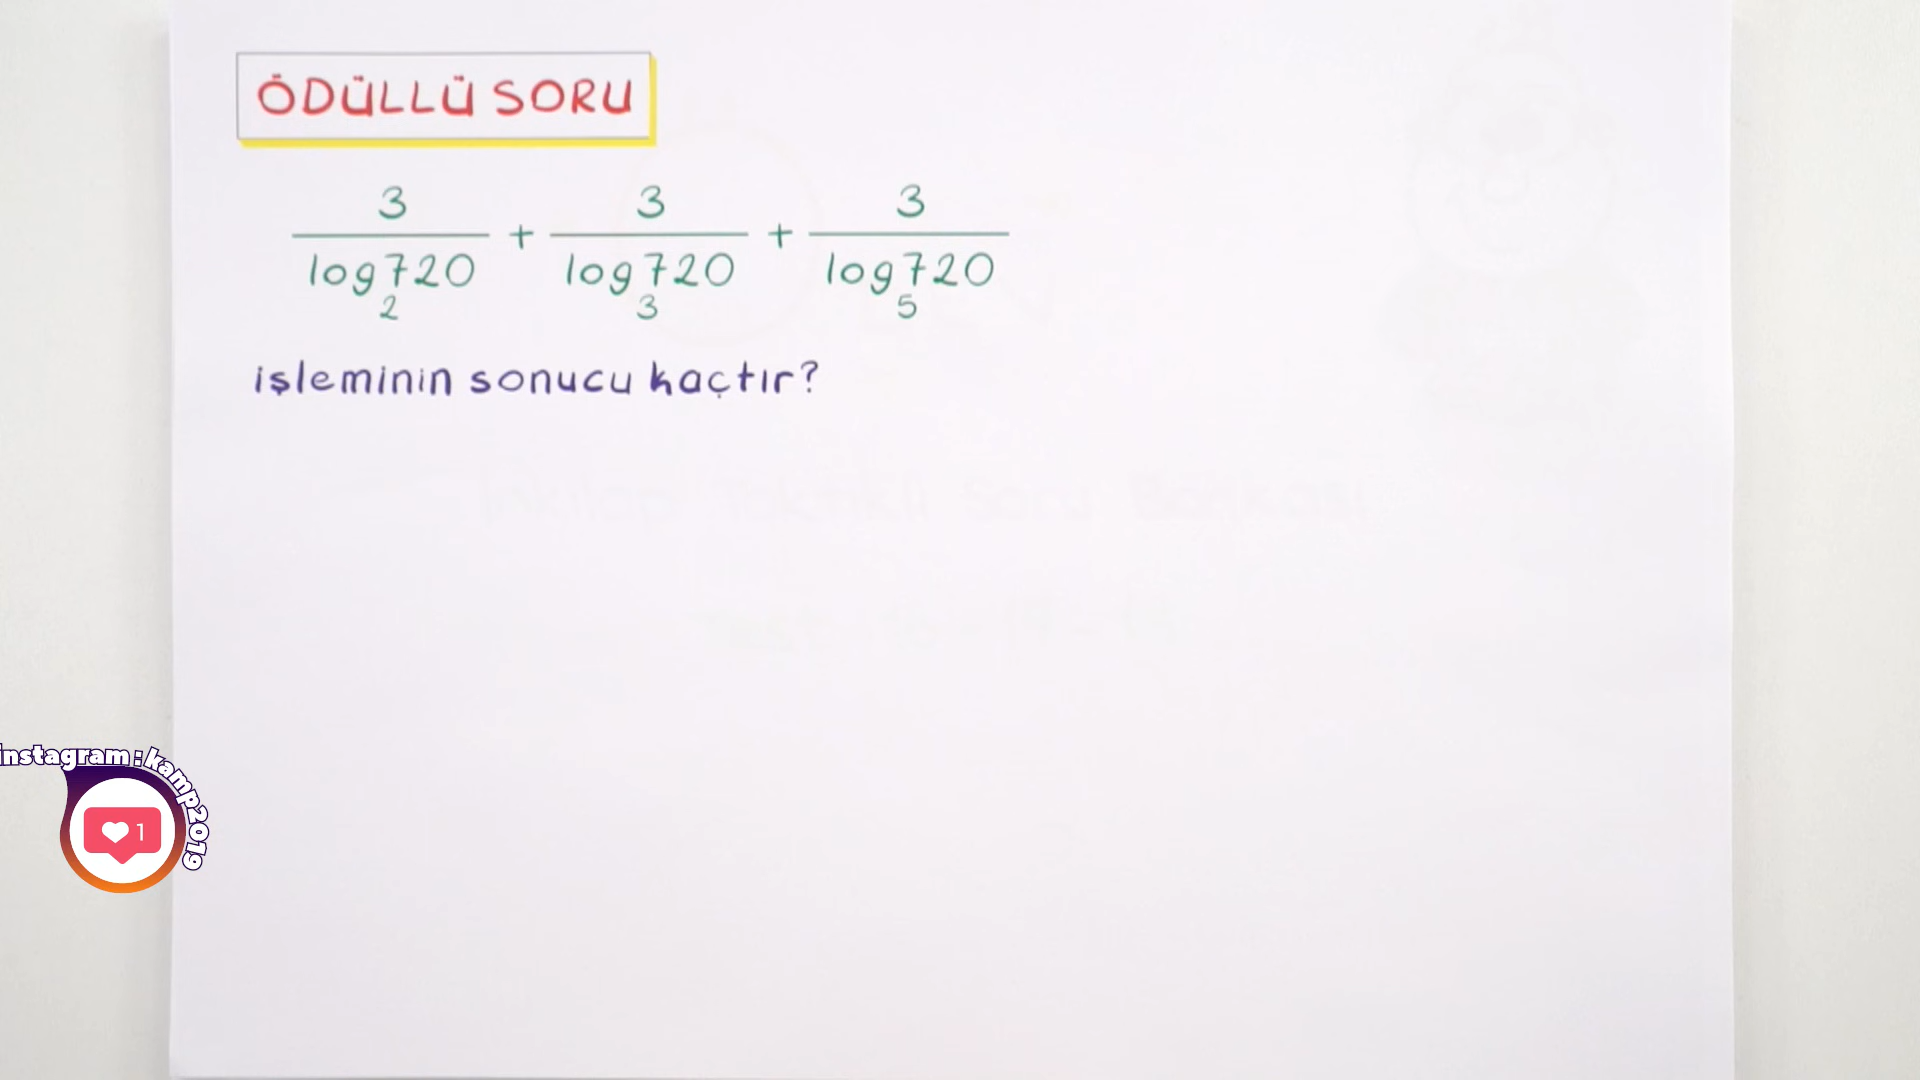 ÖDÜLLÜ SORU
3 + 3 + 3
log₂720 log₃720 log₅720
işleminin sonucu kaçtır?
instagram: kamp2019
1